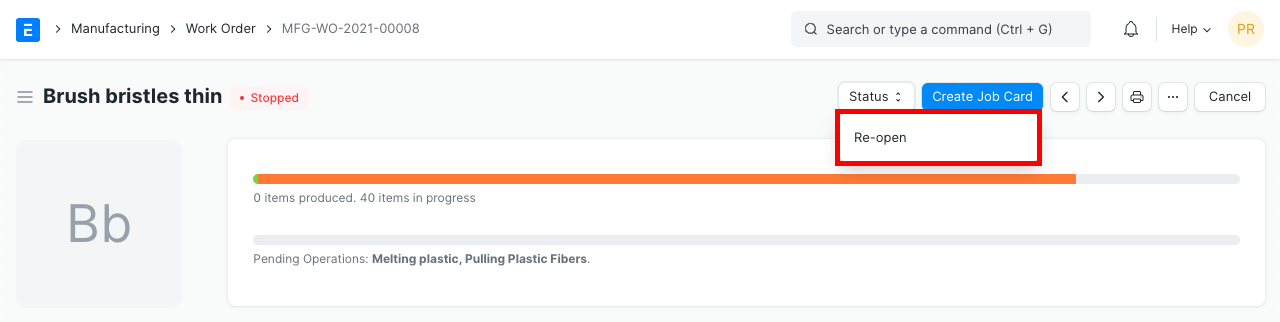 E Manufacturing Work Order MFG-WO-2021-00008 Search or type a command (Ctrl + G) Help PR
Brush bristles thin • Stopped Status Create Job Card ... Cancel
Re-open
Bb
0 items produced. 40 items in progress
Pending Operations: Melting plastic, Pulling Plastic Fibers.